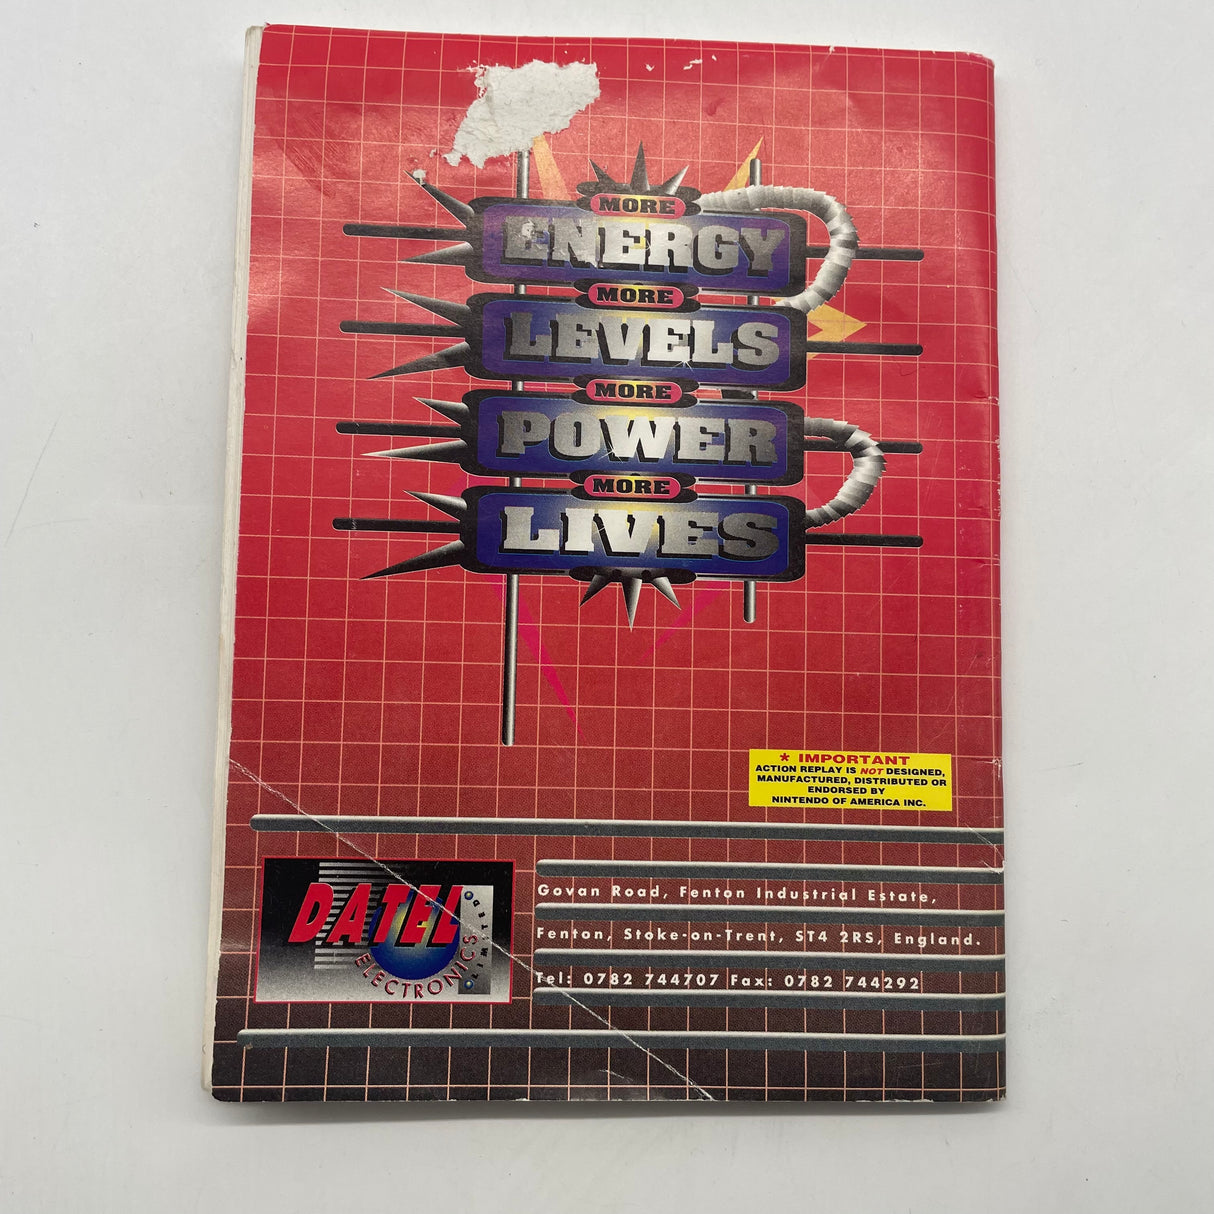 MORE
ENERGY
MORE
LEVELS
MORE
POWER
MORE
LIVES
* IMPORTANT
ACTION REPLAY IS NOT DESIGNED,
MANUFACTURED, DISTRIBUTED OR
ENDORSED BY
NINTENDO OF AMERICA INC.
DATEL
ELECTRONICS
LIMITED
Govan Road, Fenton Industrial Estate,
Fenton, Stoke-on-Trent, ST4 2RS, England.
Tel: 0782 744707 Fax: 0782 744292